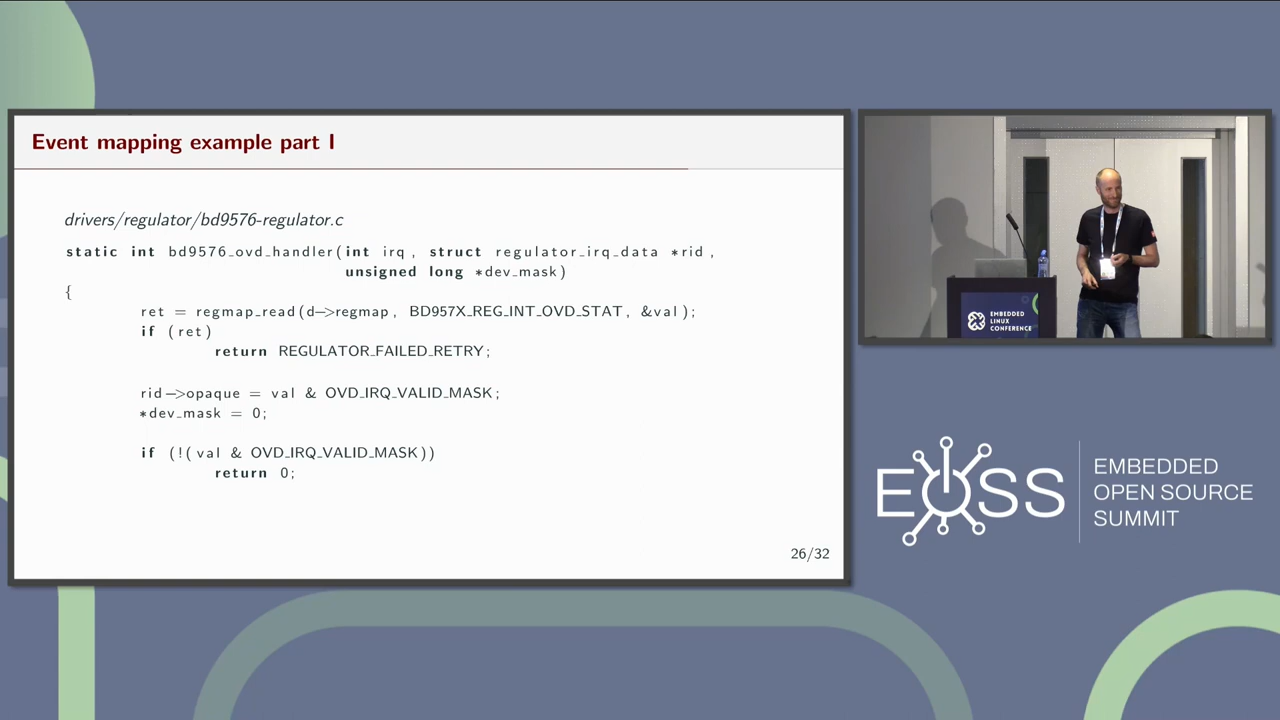 Event mapping example part I
drivers/regulator/bd9576-regulator.c
static int bd9576_ovd_handler(int irq, struct regulator_irq_data *rid,
unsigned long *dev_mask)
{
ret = regmap_read(d->regmap, BD957X_REG_INT_OVD_STAT, &val);
if (ret)
return REGULATOR_FAILED_RETRY;
rid->opaque = val & OVD_IRQ_VALID_MASK;
*dev_mask = 0;
if (!(val & OVD_IRQ_VALID_MASK))
return 0;
26/32
EMBEDDED
LINUX
CONFERENCE
EOSS
EMBEDDED
OPEN SOURCE
SUMMIT